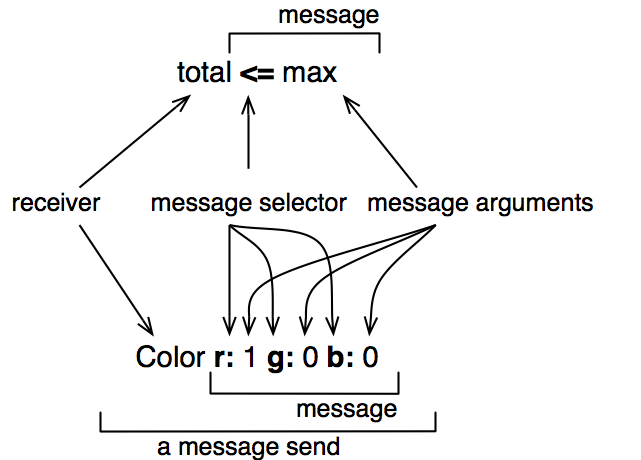 message
total <= max
receiver
message selector
message arguments
Color r: 1 g: 0 b: 0
message
a message send